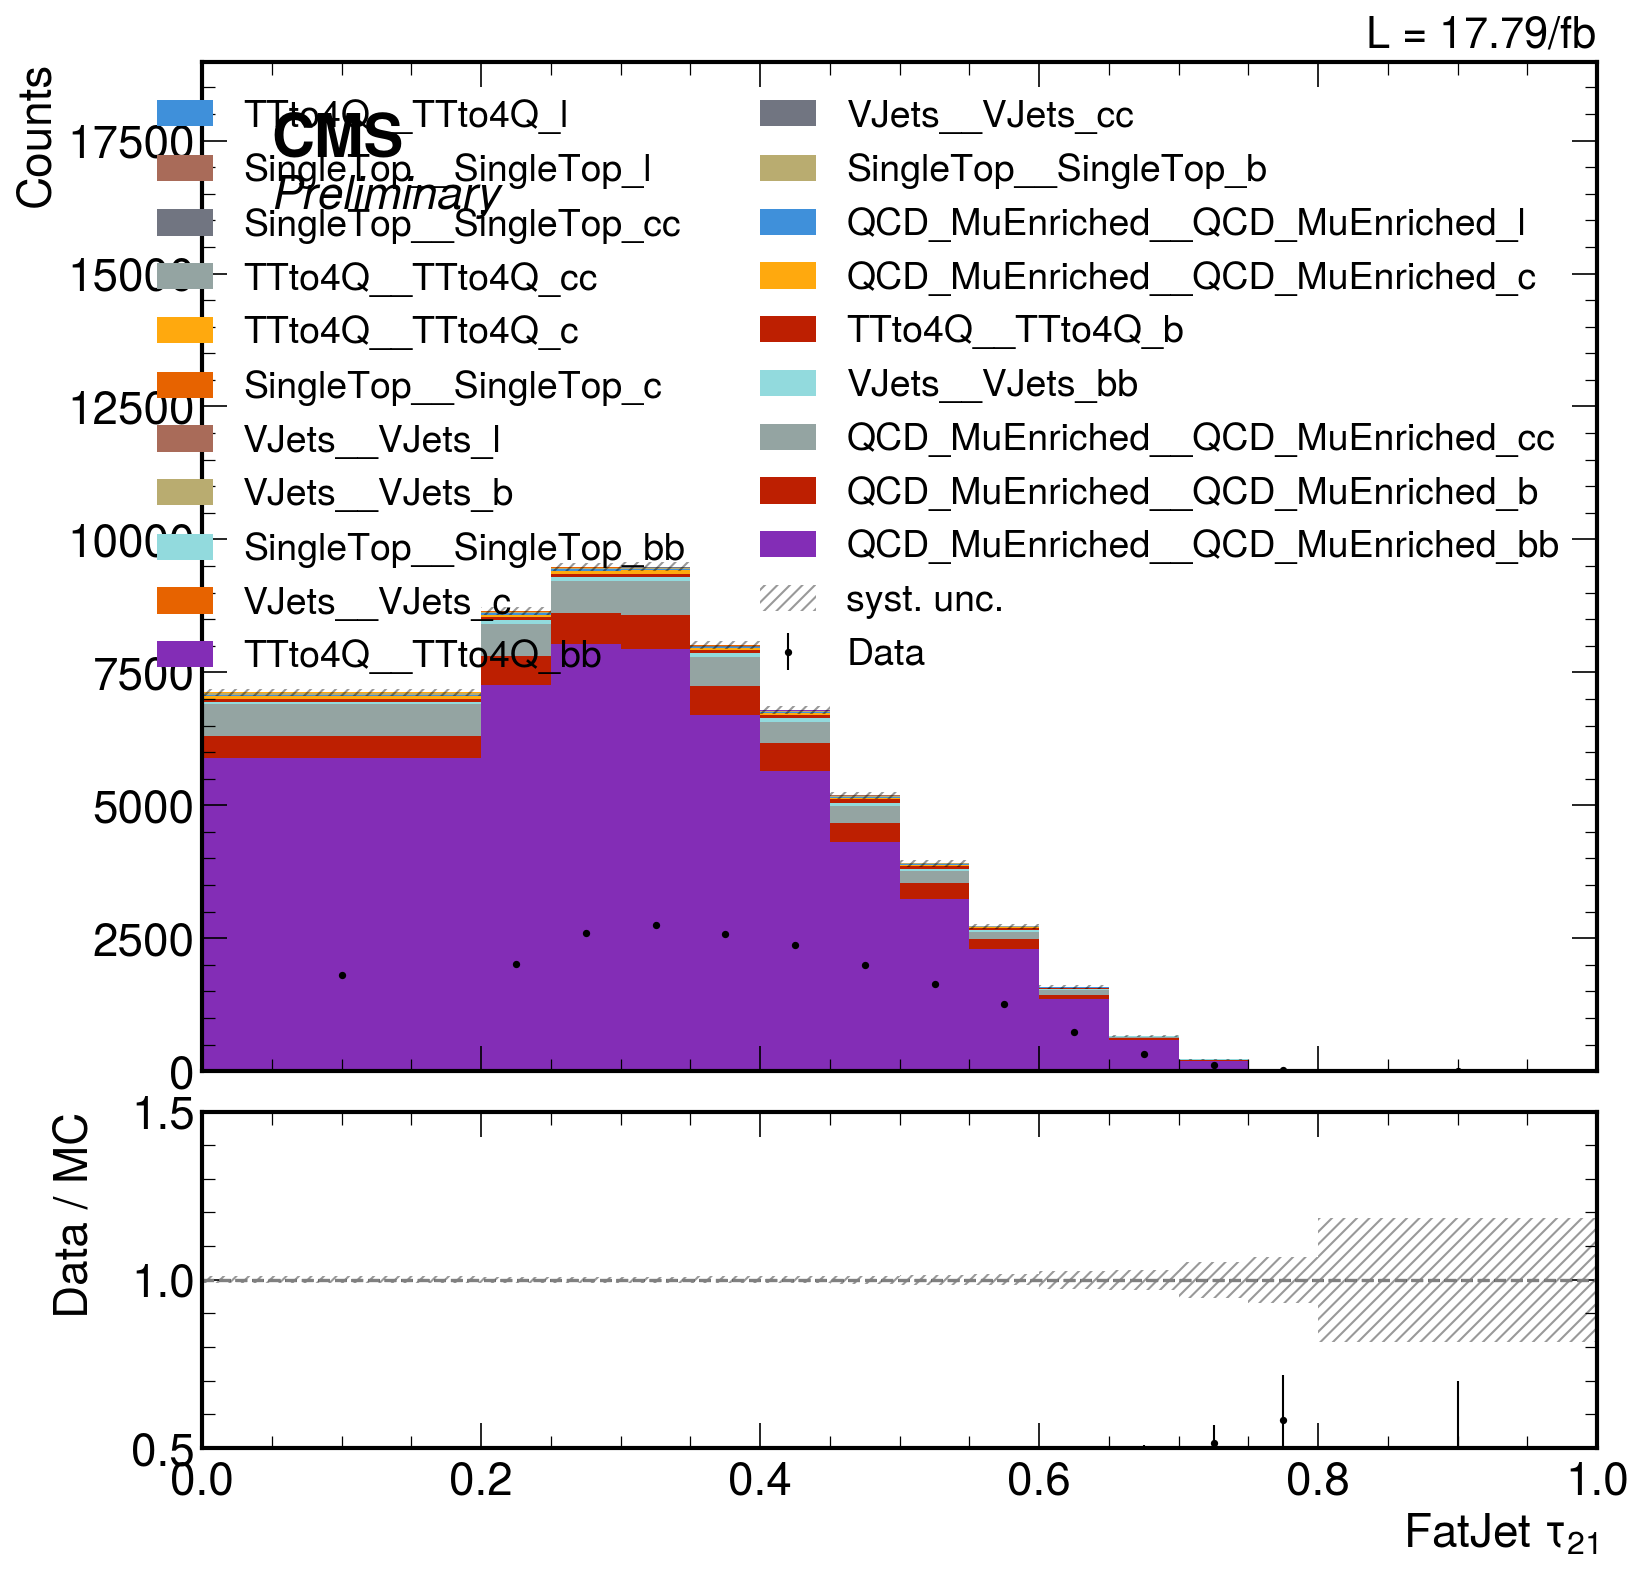 L = 17.79/fb
Counts
CMS
Preliminary
TTto4Q__TTto4Q_l
SingleTop__SingleTop_l
SingleTop__SingleTop_cc
TTto4Q__TTto4Q_cc
TTto4Q__TTto4Q_c
SingleTop__SingleTop_c
VJets__VJets_l
VJets__VJets_b
SingleTop__SingleTop_bb
VJets__VJets_c
TTto4Q__TTto4Q_bb
VJets__VJets_cc
SingleTop__SingleTop_b
QCD_MuEnriched__QCD_MuEnriched_l
QCD_MuEnriched__QCD_MuEnriched_c
TTto4Q__TTto4Q_b
VJets__VJets_bb
QCD_MuEnriched__QCD_MuEnriched_cc
QCD_MuEnriched__QCD_MuEnriched_b
QCD_MuEnriched__QCD_MuEnriched_bb
syst. unc.
Data
17500
15000
12500
10000
7500
5000
2500
0
Data / MC
1.5
1.0
0.5
0.0 0.2 0.4 0.6 0.8 1.0
FatJet τ21